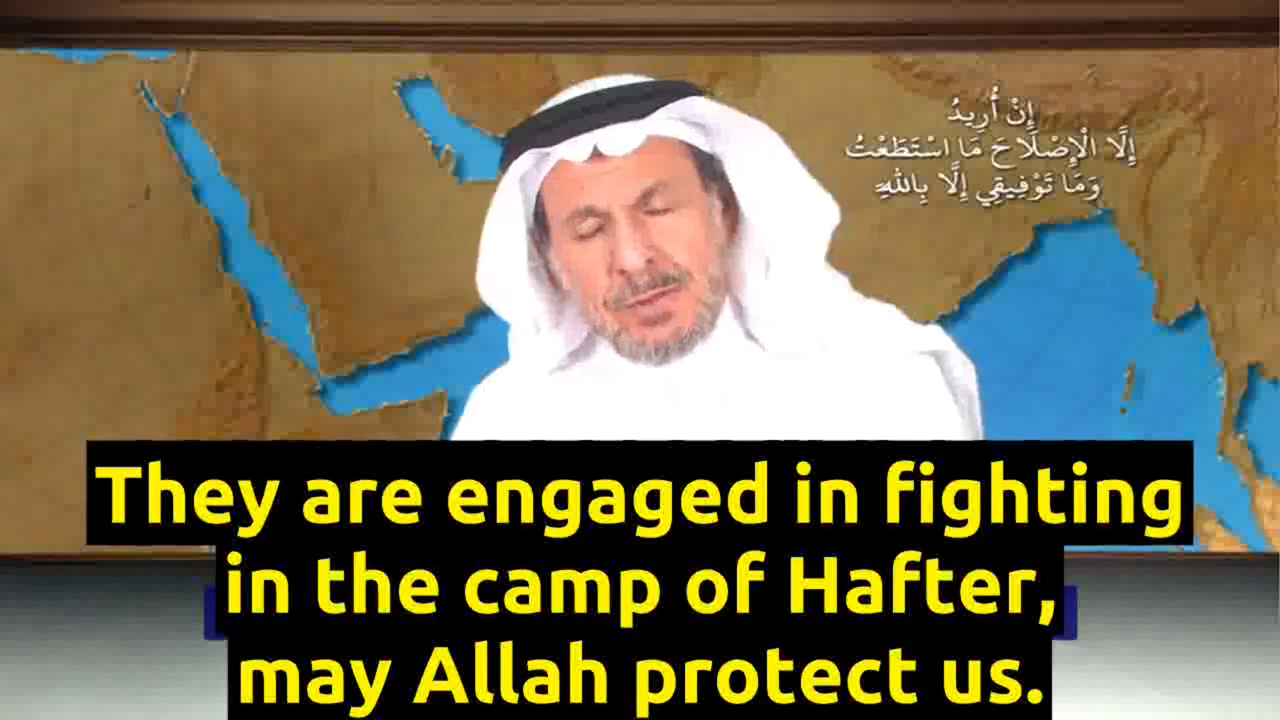 إِنْ أُرِيدُ
إِلَّا الْإِصْلَاحَ مَا اسْتَطَعْتُ
وَمَا تَوْفِيقِي إِلَّا بِاللَّهِ
They are engaged in fighting
in the camp of Hafter,
may Allah protect us.